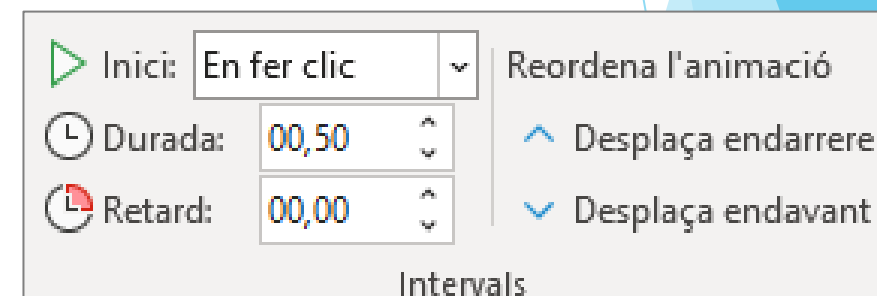 Inici: En fer clic Reordena l'animació
Durada: 00,50 Desplaça endarrere
Retard: 00,00 Desplaça endavant
Intervals